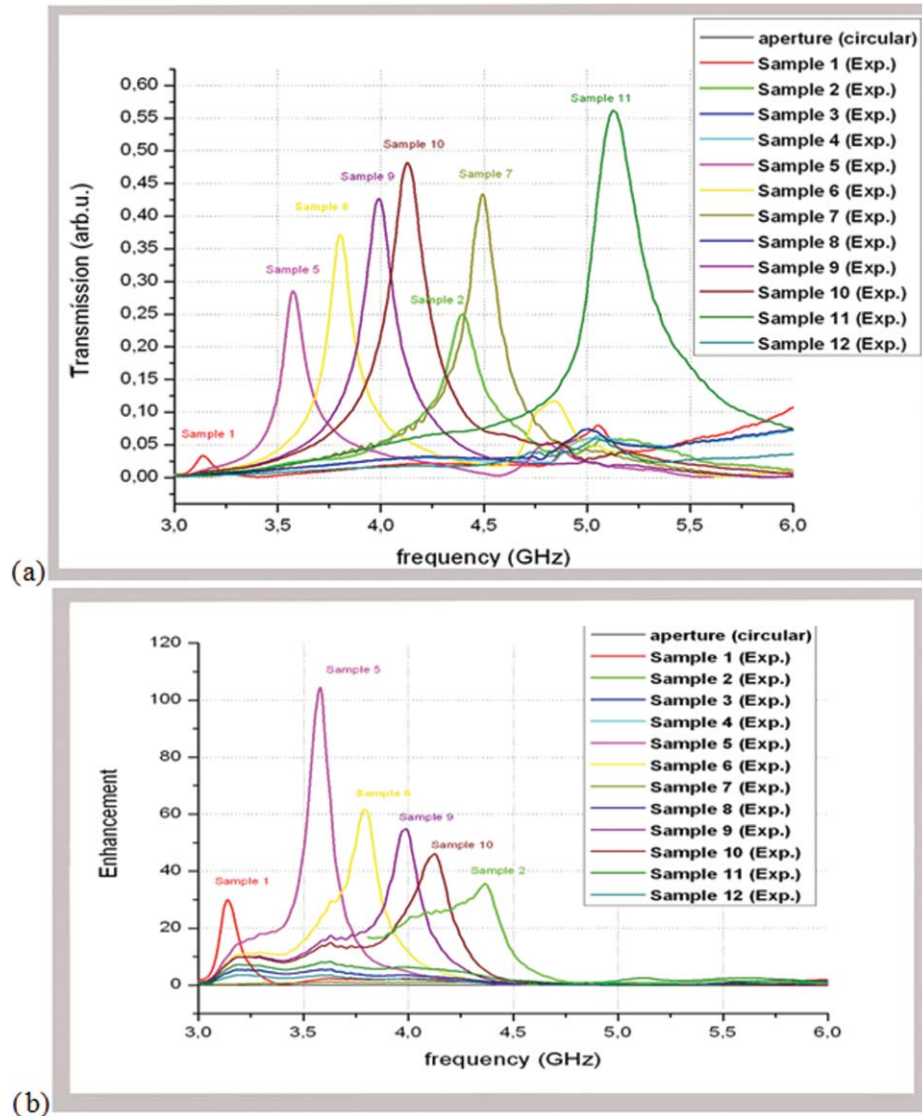 aperture (circular)
Sample 1 (Exp.)
Sample 2 (Exp.)
Sample 3 (Exp.)
Sample 4 (Exp.)
Sample 5 (Exp.)
Sample 6 (Exp.)
Sample 7 (Exp.)
Sample 8 (Exp.)
Sample 9 (Exp.)
Sample 10 (Exp.)
Sample 11 (Exp.)
Sample 12 (Exp.)
0,60
0,55
0,50
0,45
0,40
0,35
0,30
0,25
0,20
0,15
0,10
0,05
0,00
Transmission (arb.u.)
Sample 11
Sample 10
Sample 9
Sample 7
Sample 6
Sample 5
Sample 2
Sample 1
3,0 3,5 4,0 4,5 5,0 5,5 6,0
frequency (GHz)
(a)
aperture (circular)
Sample 1 (Exp.)
Sample 2 (Exp.)
Sample 3 (Exp.)
Sample 4 (Exp.)
Sample 5 (Exp.)
Sample 6 (Exp.)
Sample 7 (Exp.)
Sample 8 (Exp.)
Sample 9 (Exp.)
Sample 10 (Exp.)
Sample 11 (Exp.)
Sample 12 (Exp.)
120
100
80
60
40
20
0
Enhancement
Sample 5
Sample 6
Sample 9
Sample 10
Sample 2
Sample 1
3,0 3,5 4,0 4,5 5,0 5,5 6,0
frequency (GHz)
(b)